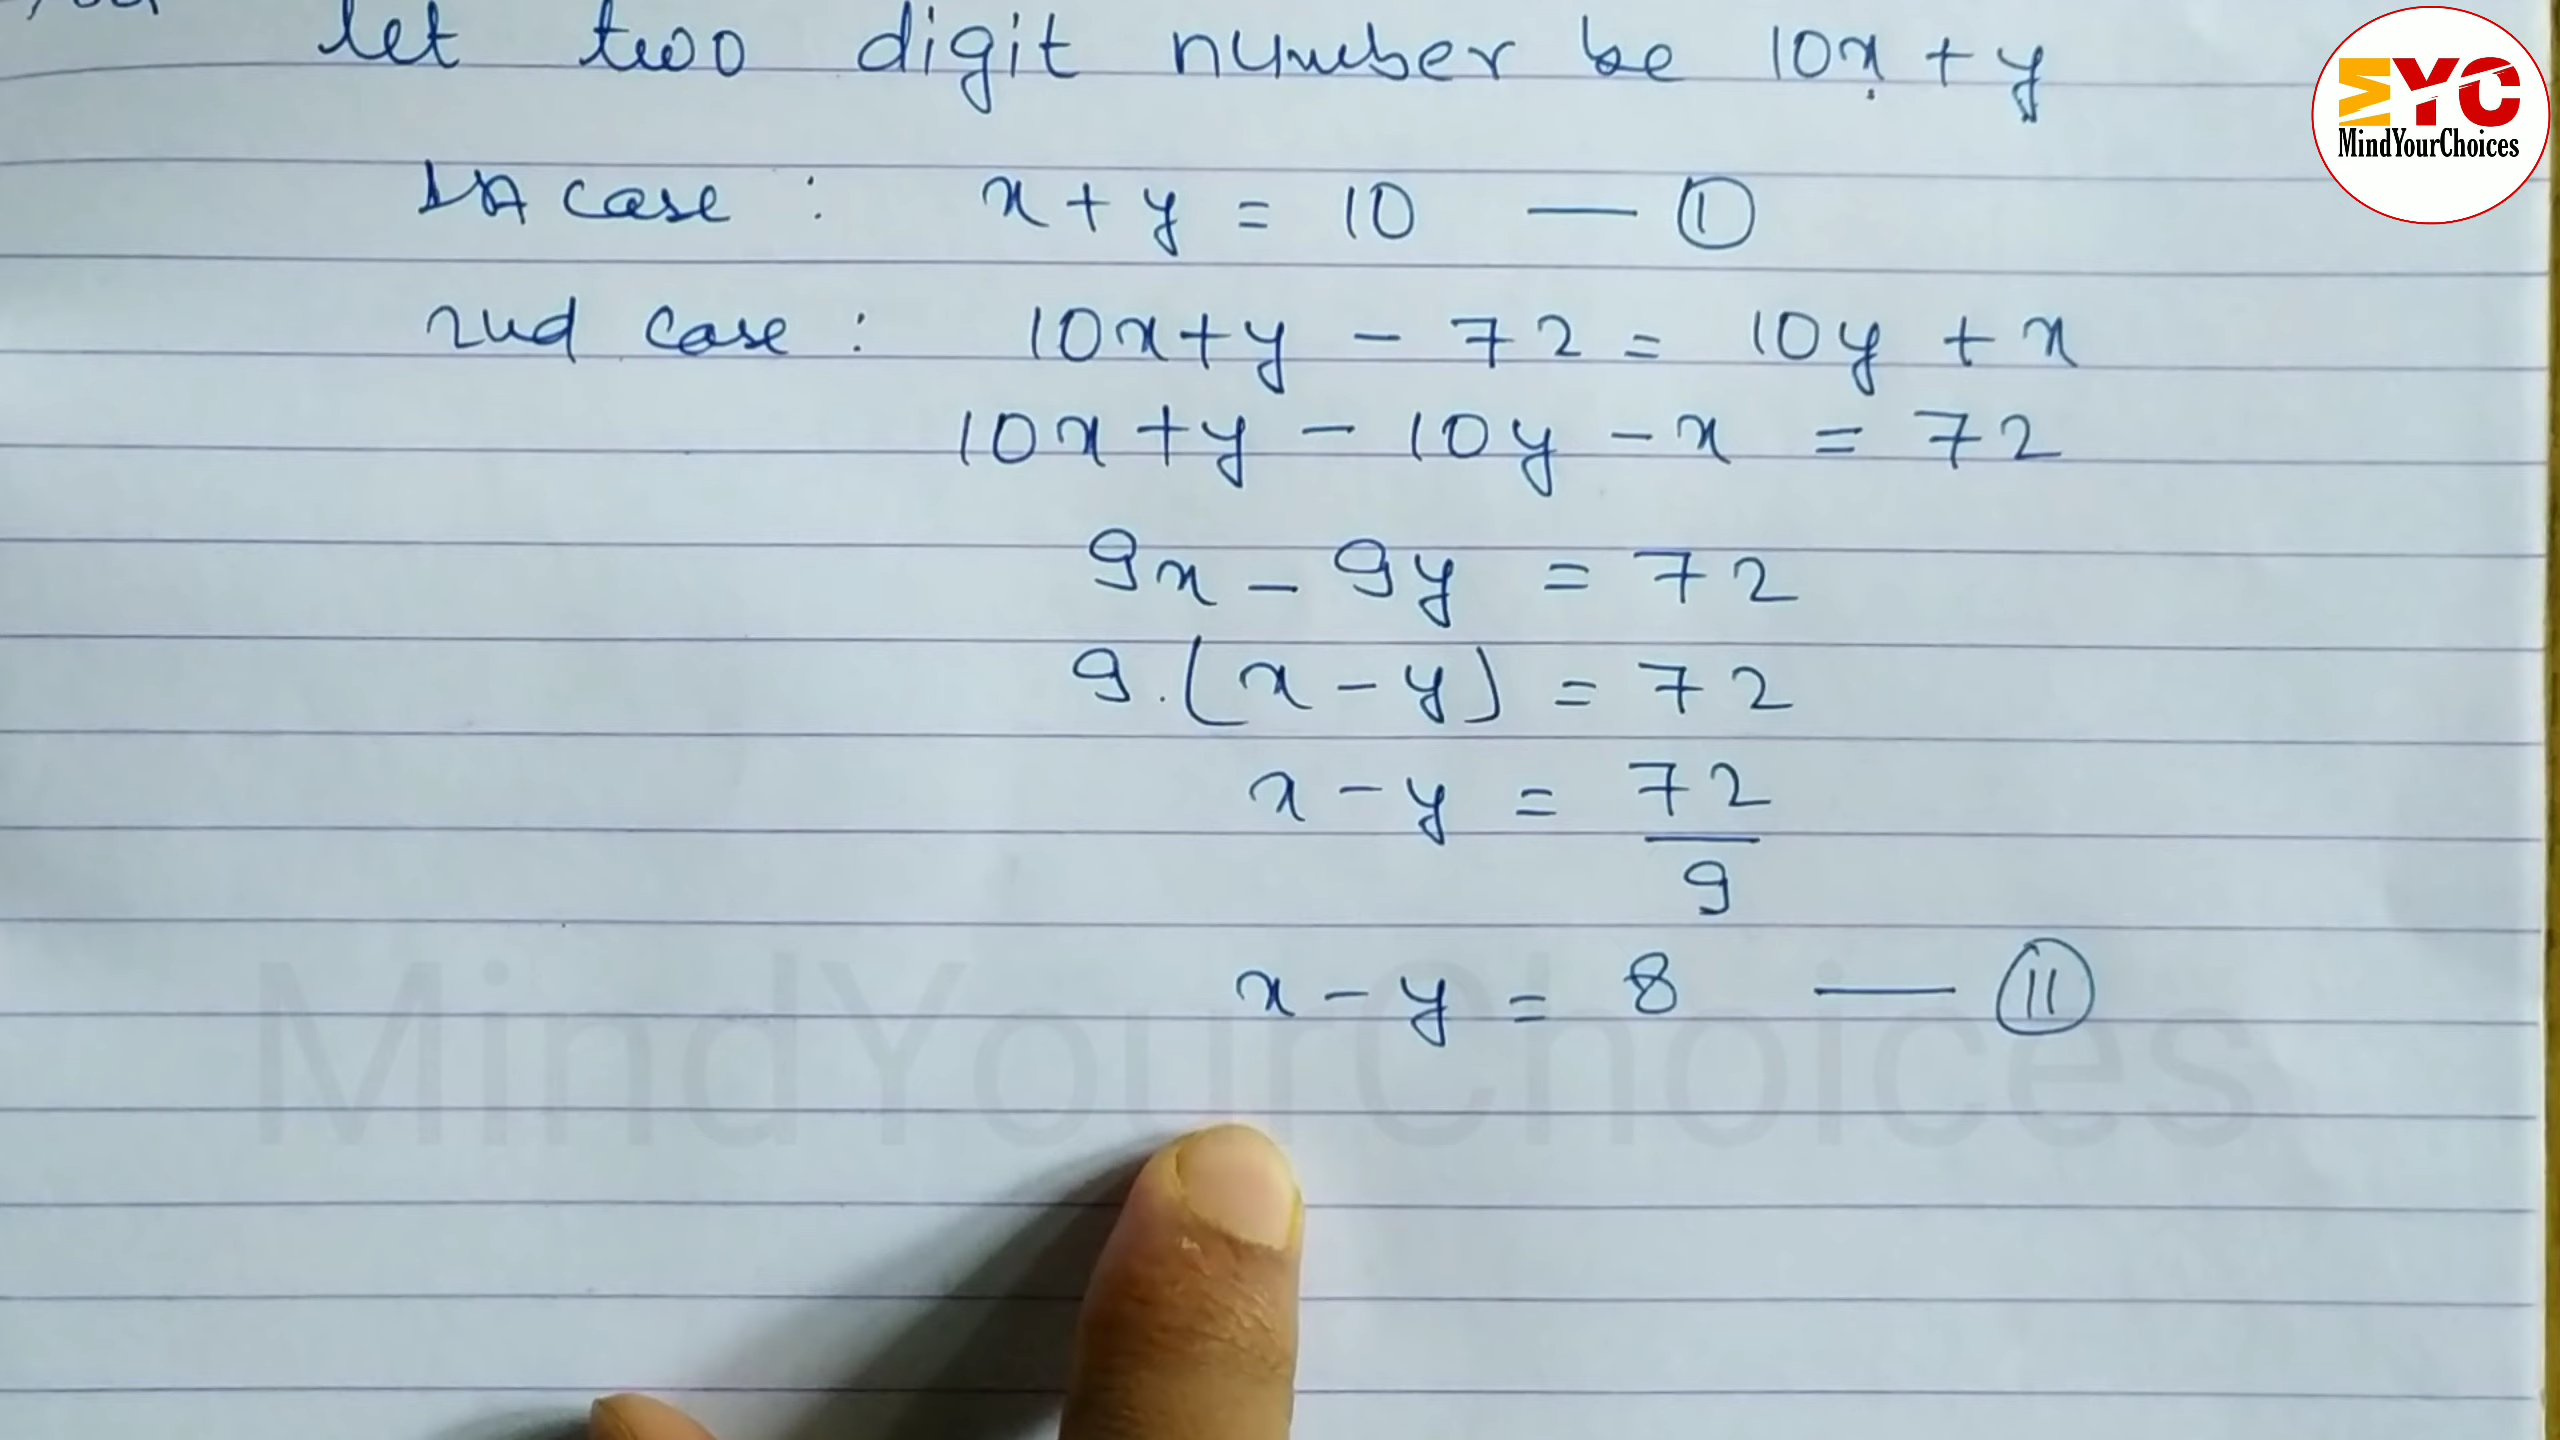 let two digit number be 10x + y
1st case : x + y = 10 — ①
2nd case : 10x + y - 72 = 10y + x
10x + y - 10y - x = 72
9x - 9y = 72
9.(x - y) = 72
x - y = 72/9
x - y = 8 — ⑪
MYC
MindYourChoices
MindYourChoices